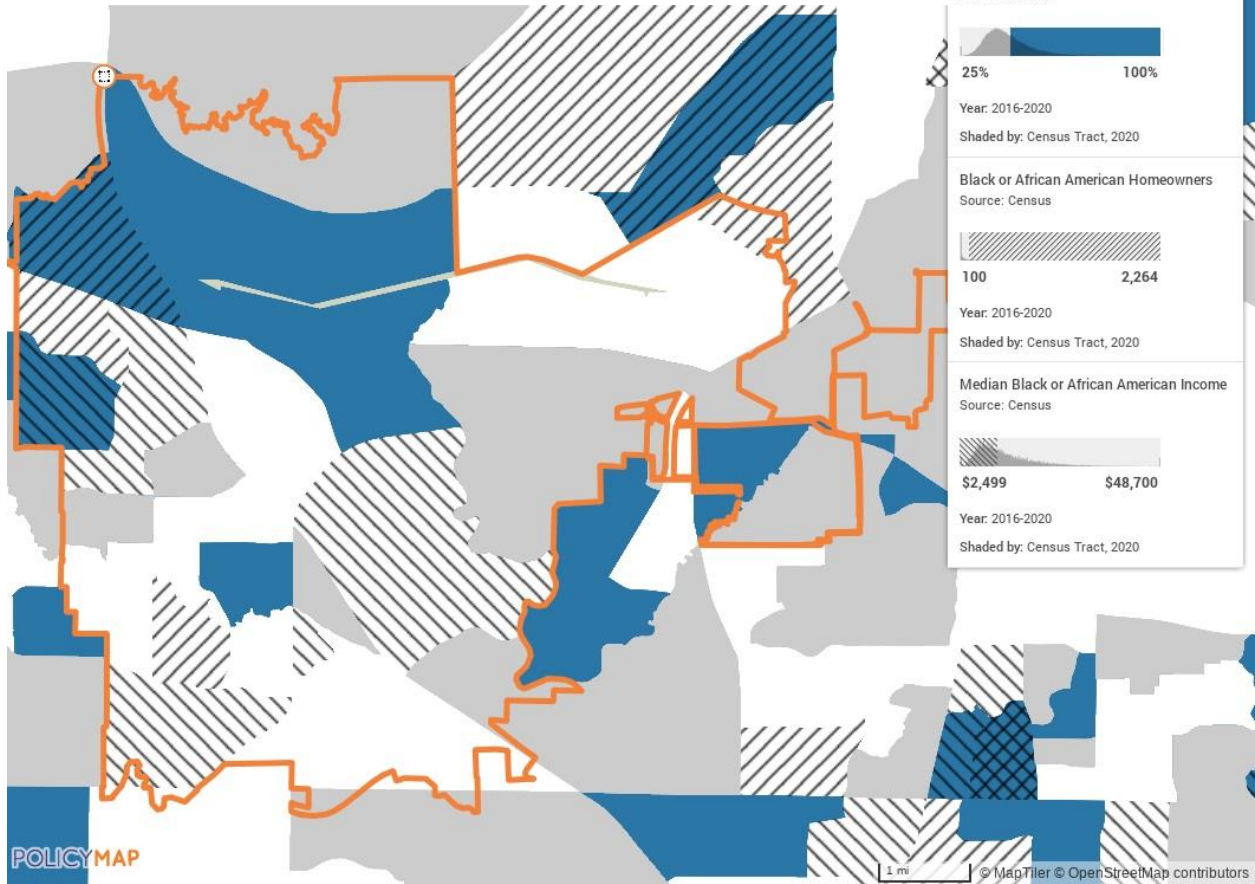 25% 100%
Year: 2016-2020
Shaded by: Census Tract, 2020
Black or African American Homeowners
Source: Census
100 2,264
Year: 2016-2020
Shaded by: Census Tract, 2020
Median Black or African American Income
Source: Census
$2,499 $48,700
Year: 2016-2020
Shaded by: Census Tract, 2020
POLICYMAP
1 mi
© MapTiler © OpenStreetMap contributors